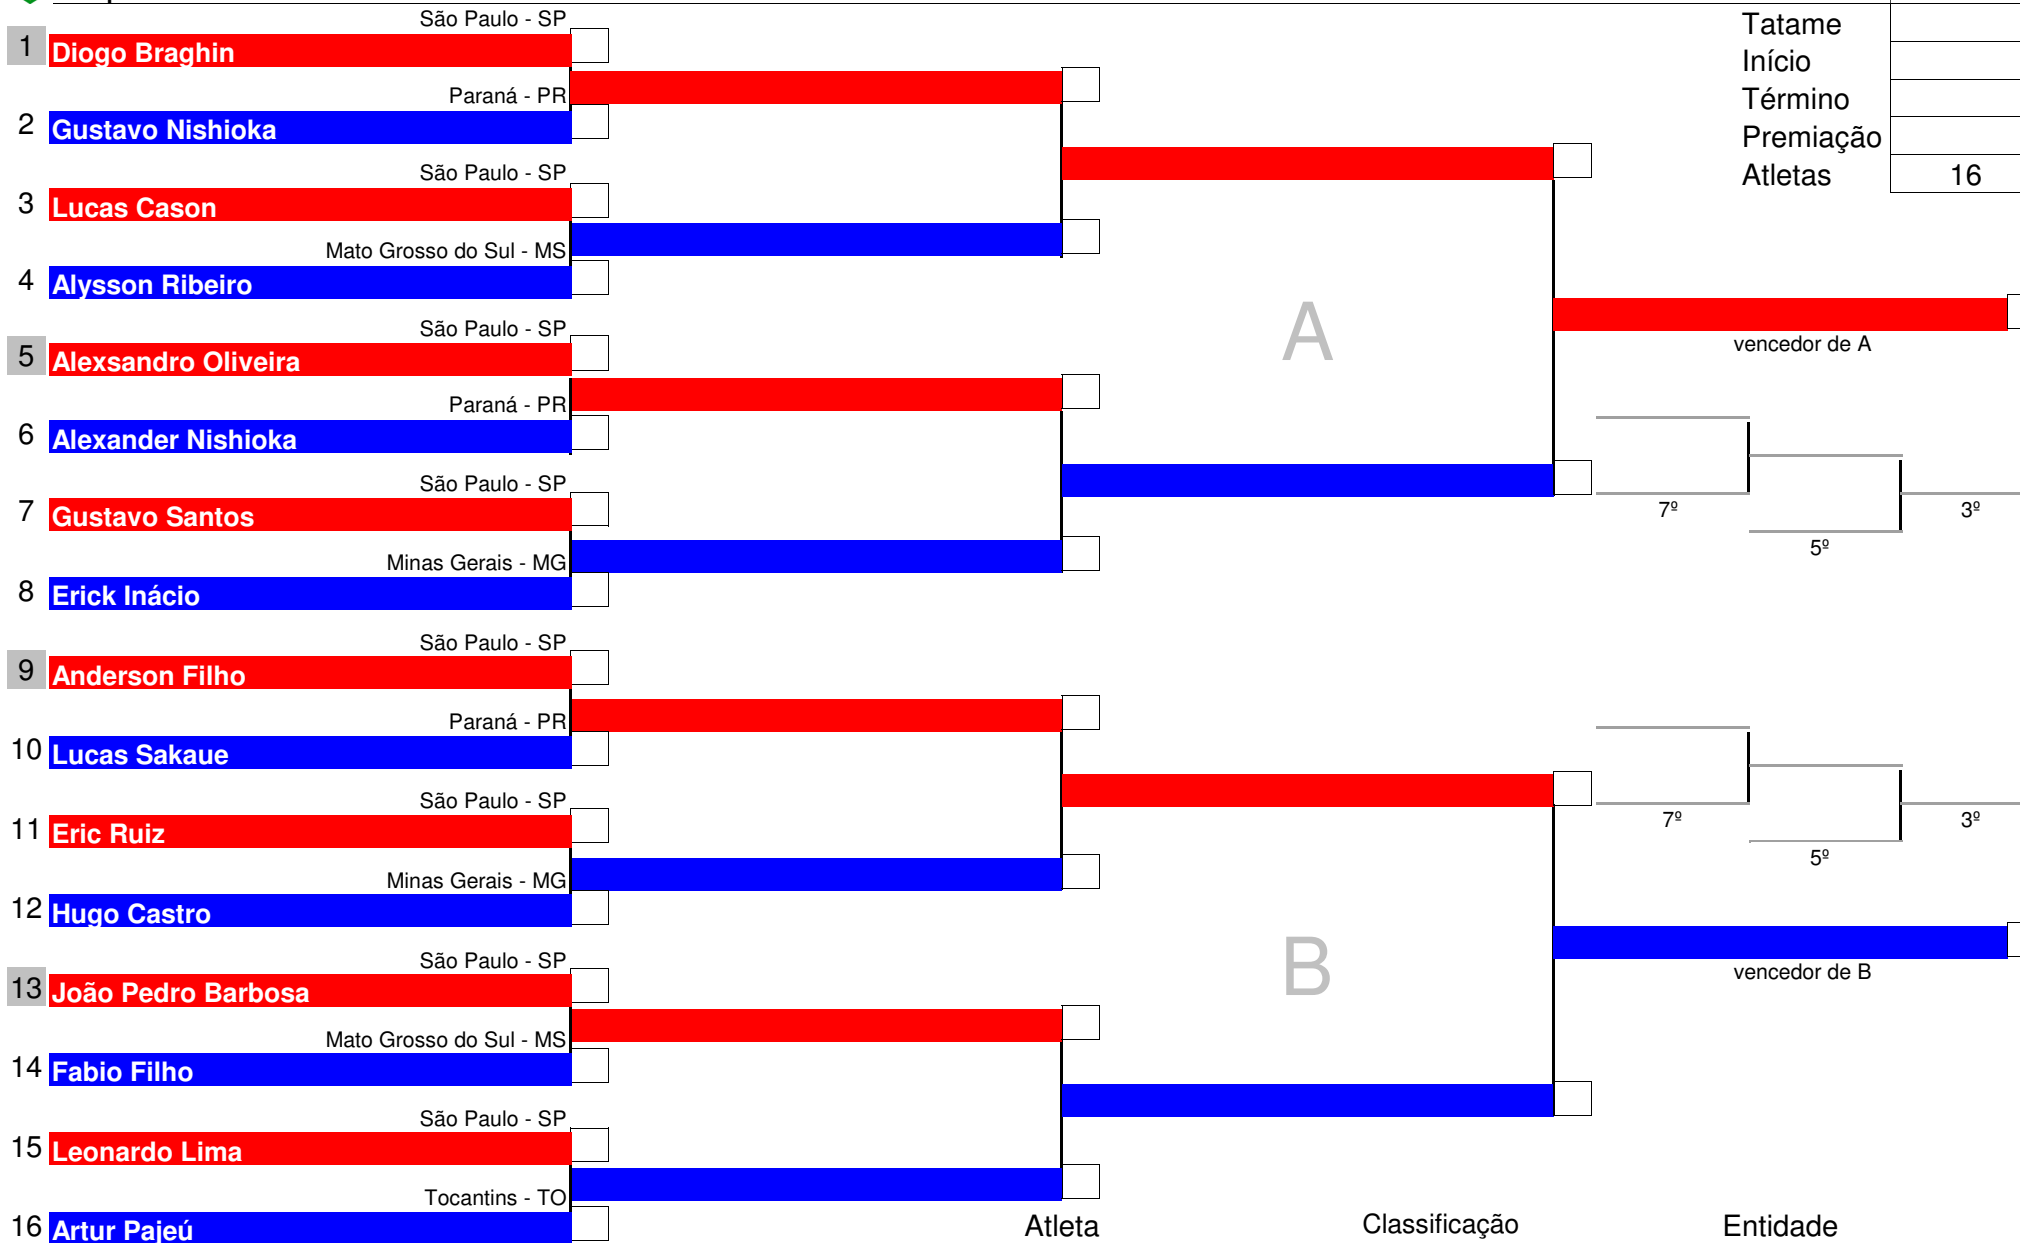 São Paulo - SP
1 Diogo Braghin
Paraná - PR
2 Gustavo Nishioka
São Paulo - SP
3 Lucas Cason
Mato Grosso do Sul - MS
4 Alysson Ribeiro
São Paulo - SP
5 Alexsandro Oliveira
Paraná - PR
6 Alexander Nishioka
São Paulo - SP
7 Gustavo Santos
Minas Gerais - MG
8 Erick Inácio
São Paulo - SP
9 Anderson Filho
Paraná - PR
10 Lucas Sakaue
São Paulo - SP
11 Eric Ruiz
Minas Gerais - MG
12 Hugo Castro
São Paulo - SP
13 João Pedro Barbosa
Mato Grosso do Sul - MS
14 Fabio Filho
São Paulo - SP
15 Leonardo Lima
Tocantins - TO
16 Artur Pajeú
A
B
Tatame
Início
Término
Premiação
Atletas 16
vencedor de A
7º
5º
3º
7º
5º
3º
vencedor de B
Atleta Classificação Entidade